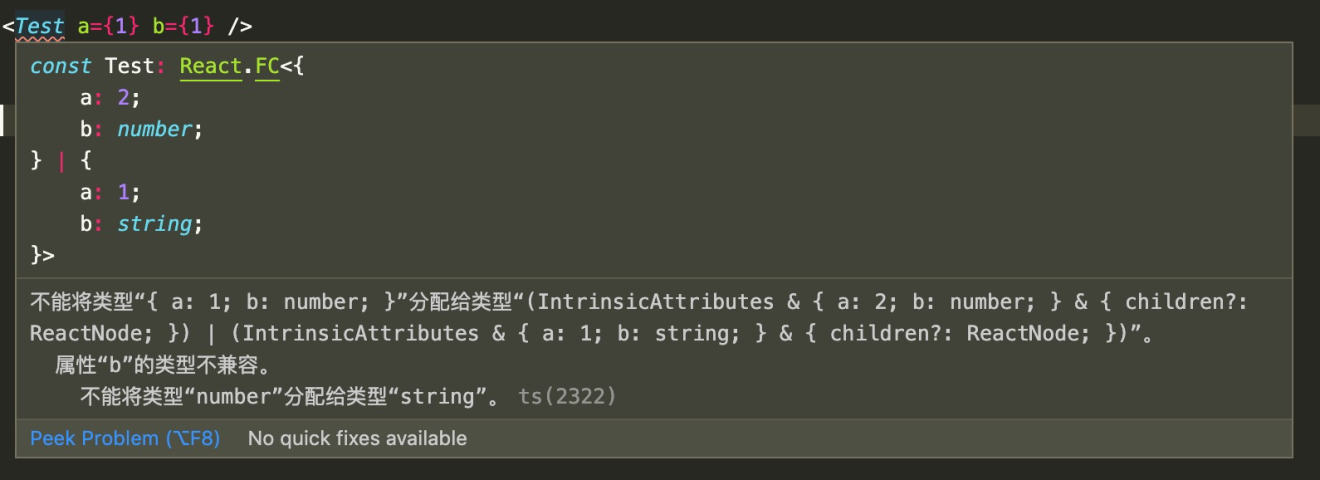 <Test a={1} b={1} />
const Test: React.FC<{
    a: 2;
    b: number;
} | {
    a: 1;
    b: string;
}>
不能将类型“{ a: 1; b: number; }”分配给类型“(IntrinsicAttributes & { a: 2; b: number; } & { children?:
ReactNode; }) | (IntrinsicAttributes & { a: 1; b: string; } & { children?: ReactNode; })”。
  属性“b”的类型不兼容。
    不能将类型“number”分配给类型“string”。 ts(2322)
Peek Problem (⌥F8) No quick fixes available